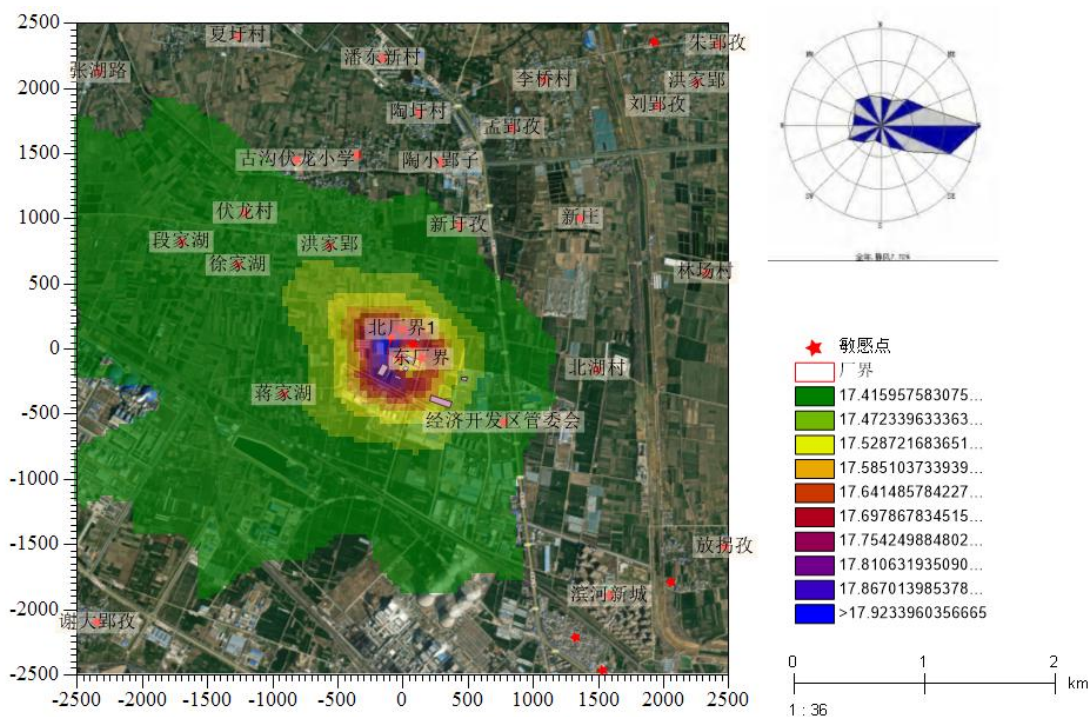 2500
2000
1500
1000
500
0
-500
-1000
-1500
-2000
-2500
夏圩村
潘东新村
朱郢孜
张湖路
李桥村
洪家郢
陶圩村
刘郢孜
孟郢孜
古沟伏龙小学
陶小郢子
伏龙村
新圩孜
新庄
段家湖
洪家郢
徐家湖
林场村
北厂界1
东厂界
北湖村
蒋家湖
经济开发区管委会
放拐孜
滨河新城
谢大郢孜
-2500 -2000 -1500 -1000 -500 0 500 1000 1500 2000 2500
敏感点
厂界
17.415957583075...
17.472339633363...
17.528721683651...
17.585103733939...
17.641485784227...
17.697867834515...
17.754249884802...
17.810631935090...
17.867013985378...
>17.9233960356665
0 1 2
km
1 : 36